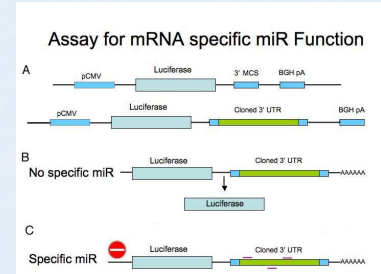 Assay for mRNA specific miR Function
A
pCMV
Luciferase
3' MCS
BGH pA
pCMV
Luciferase
Cloned 3' UTR
BGH pA
B
No specific miR
Luciferase
Cloned 3' UTR
AAAAAA
Luciferase
C
Specific miR
Luciferase
Cloned 3' UTR
AAAAAA